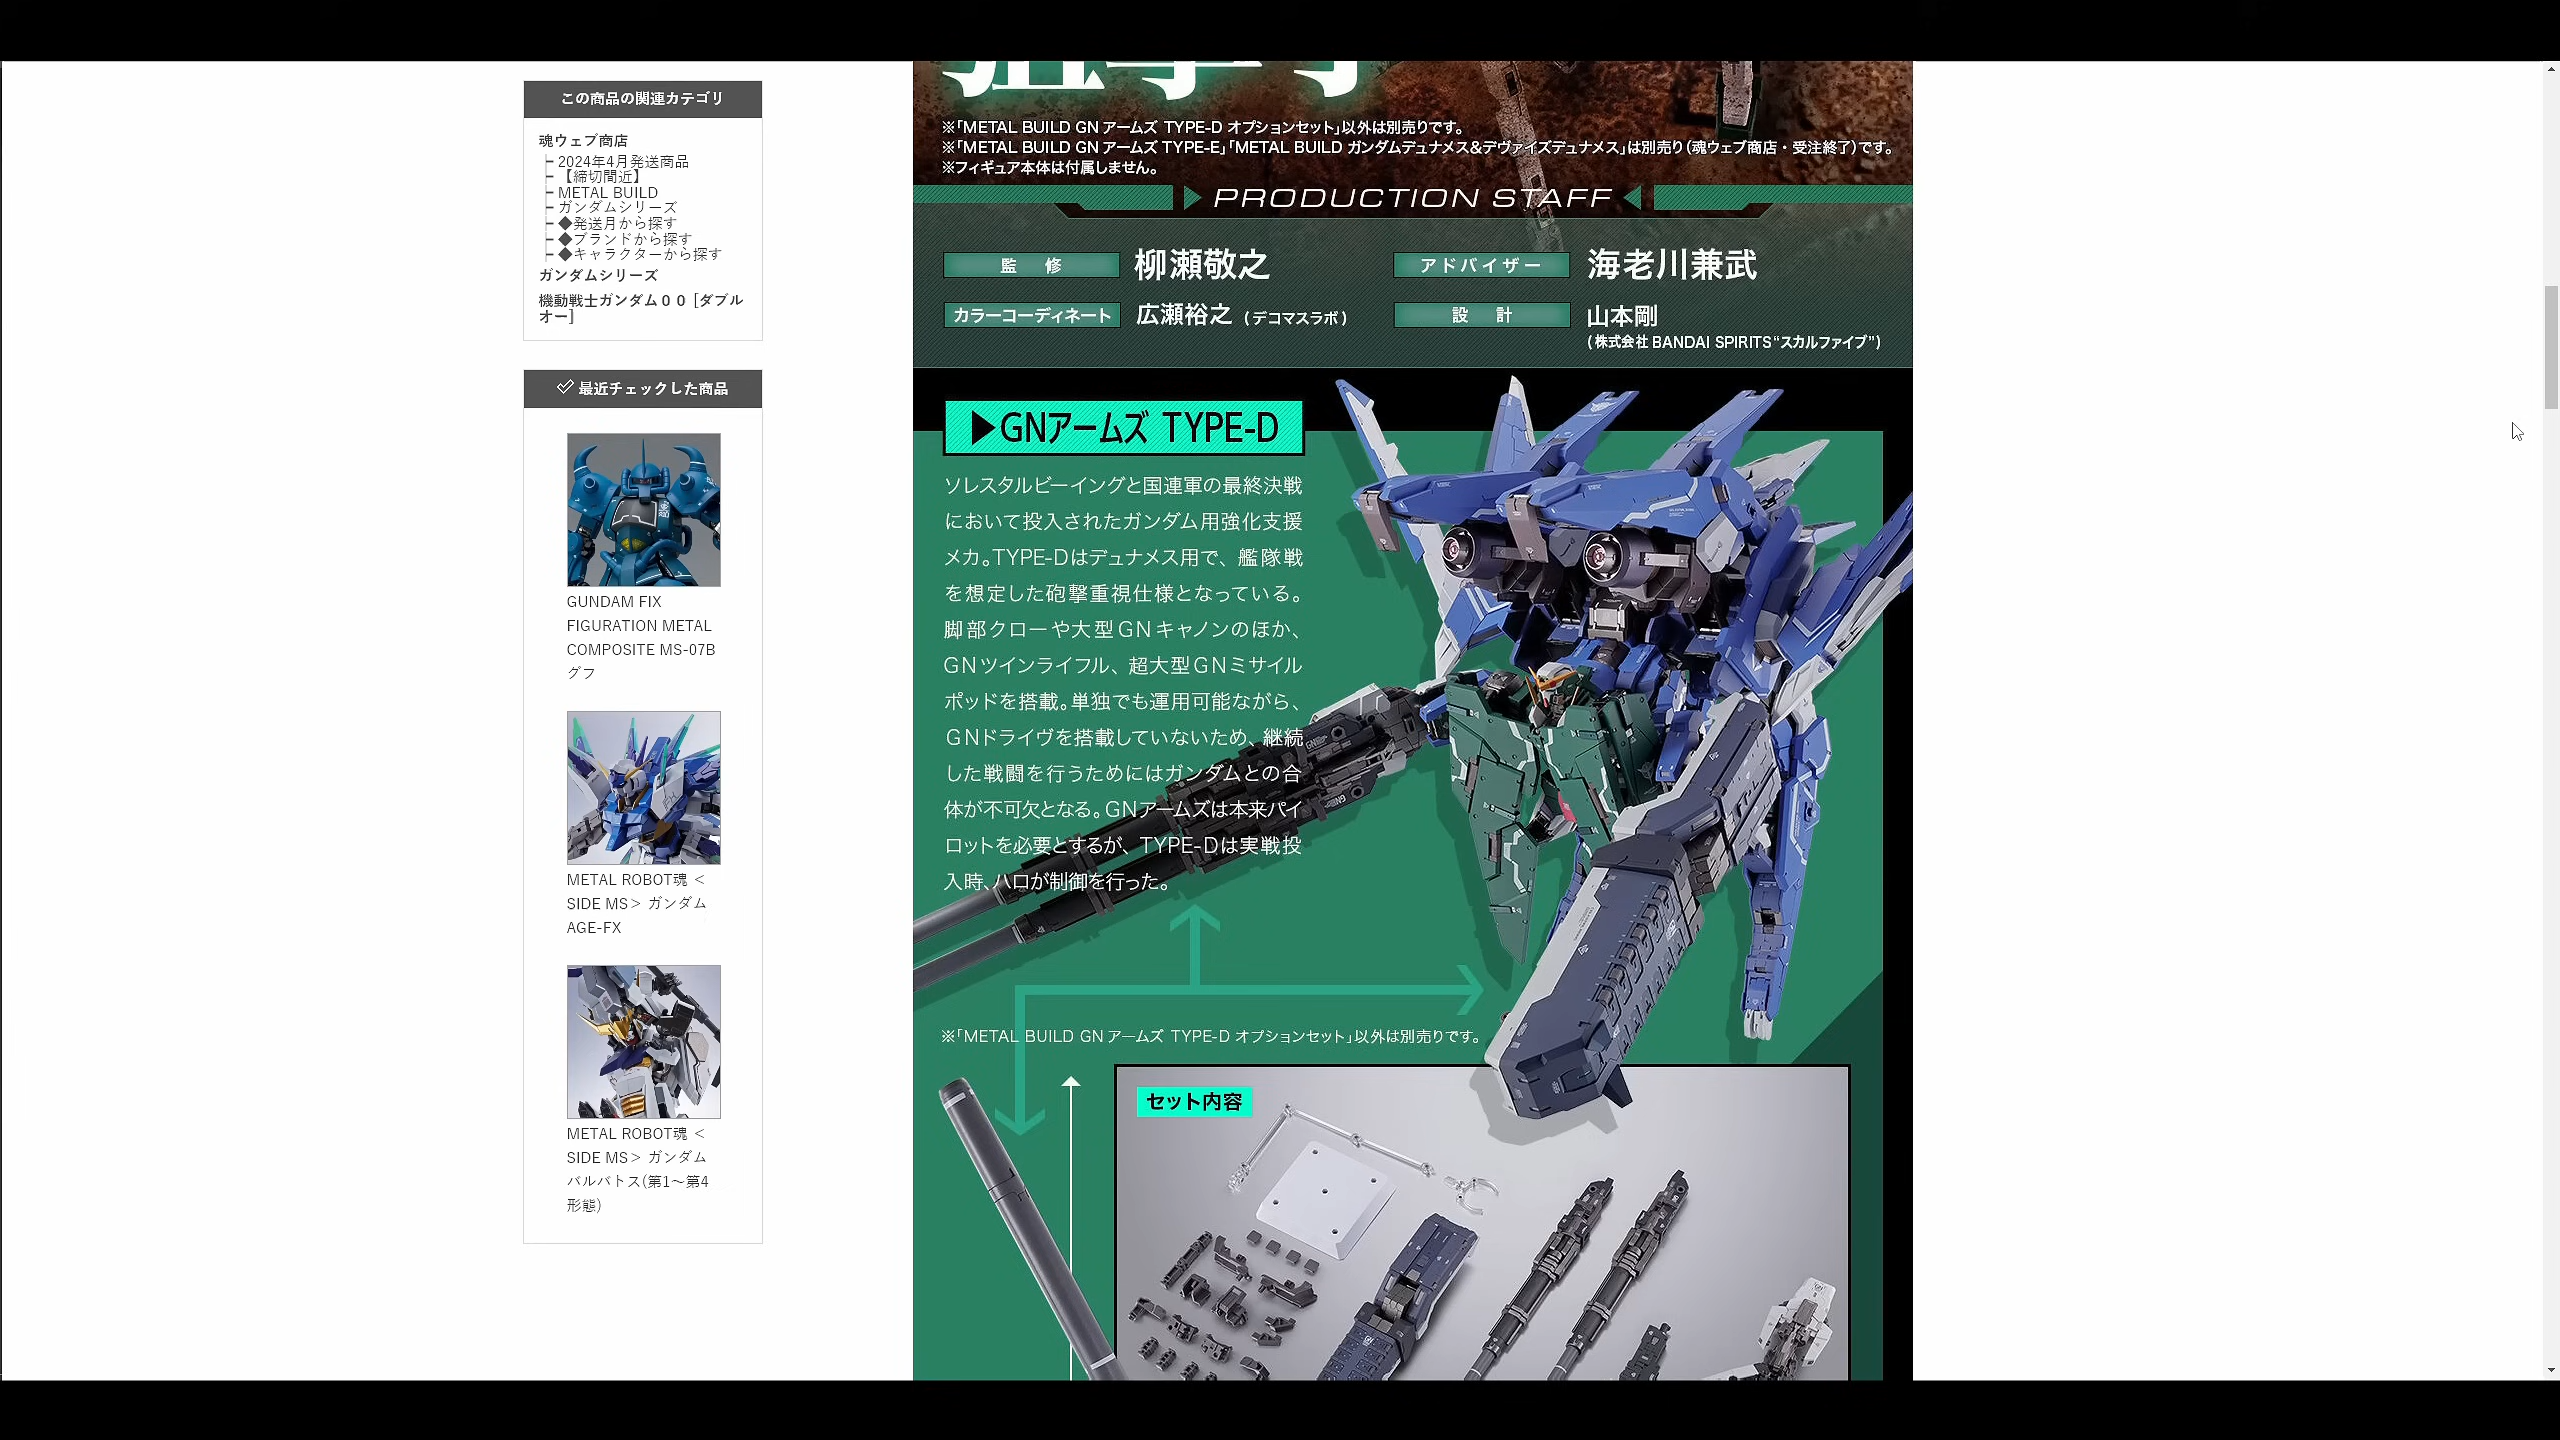 この商品の関連カテゴリ
魂ウェブ商店
2024年4月発送商品
【締切間近】
METAL BUILD
ガンダムシリーズ
◆発送月から探す
◆ブランドから探す
◆キャラクターから探す
ガンダムシリーズ
機動戦士ガンダム００ [ダブル
オー]
最近チェックした商品
GUNDAM FIX
FIGURATION METAL
COMPOSITE MS-07B
グフ
METAL ROBOT魂 ＜
SIDE MS＞ ガンダム
AGE-FX
METAL ROBOT魂 ＜
SIDE MS＞ ガンダム
バルバトス(第1～第4
形態)
※「METAL BUILD GN アームズ TYPE-D オプションセット」以外は別売りです。
※「METAL BUILD GN アームズ TYPE-E」「METAL BUILD ガンダムデュナメス＆デヴァイズデュナメス」は別売り（魂ウェブ商店・受注終了）です。
※フィギュア本体は付属しません。
PRODUCTION STAFF
監修 柳瀬敬之 アドバイザー 海老川兼武
カラーコーディネート 広瀬裕之（デコマスラボ） 設計 山本剛
（株式会社 BANDAI SPIRITS“スカルファイブ”）
▶GNアームズ TYPE-D
ソレスタルビーイングと国連軍の最終決戦
において投入されたガンダム用強化支援
メカ。TYPE-Dはデュナメス用で、艦隊戦
を想定した砲撃重視仕様となっている。
脚部クローや大型GNキャノンのほか、
GNツインライフル、超大型GNミサイル
ポッドを搭載。単独でも運用可能ながら、
GNドライヴを搭載していないため、継続
した戦闘を行うためにはガンダムとの合
体が不可欠となる。GNアームズは本来パイ
ロットを必要とするが、TYPE-Dは実戦投
入時、ハロが制御を行った。
※「METAL BUILD GN アームズ TYPE-D オプションセット」以外は別売りです。
セット内容